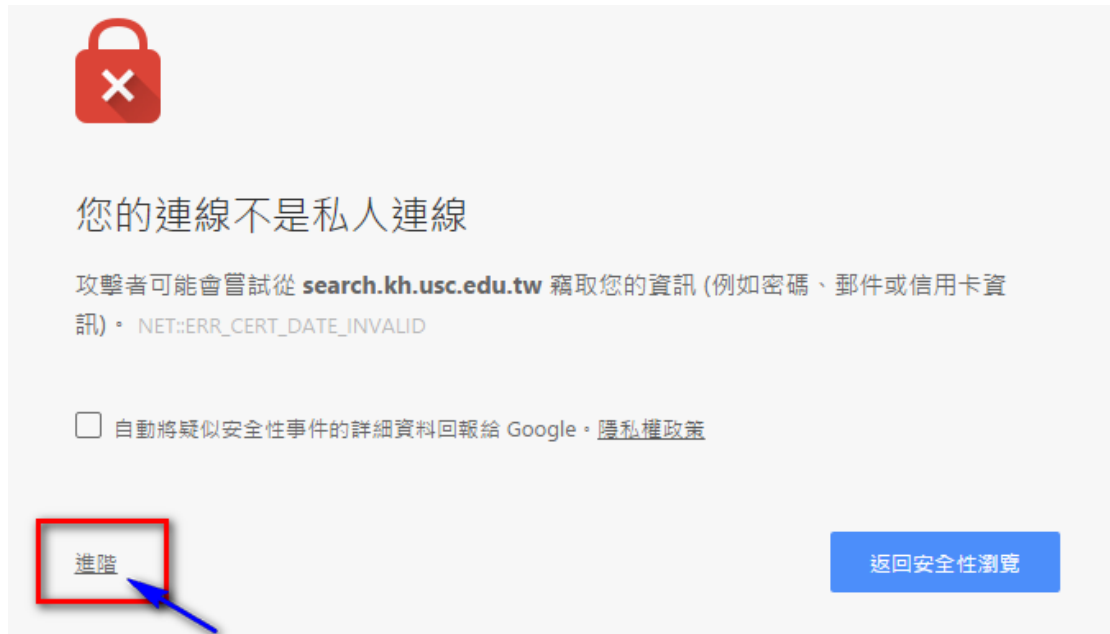 您的連線不是私人連線
攻擊者可能會嘗試從 search.kh.usc.edu.tw 竊取您的資訊 (例如密碼、郵件或信用卡資
訊)。 NET::ERR_CERT_DATE_INVALID
自動將疑似安全性事件的詳細資料回報給 Google。隱私權政策
進階
返回安全性瀏覽